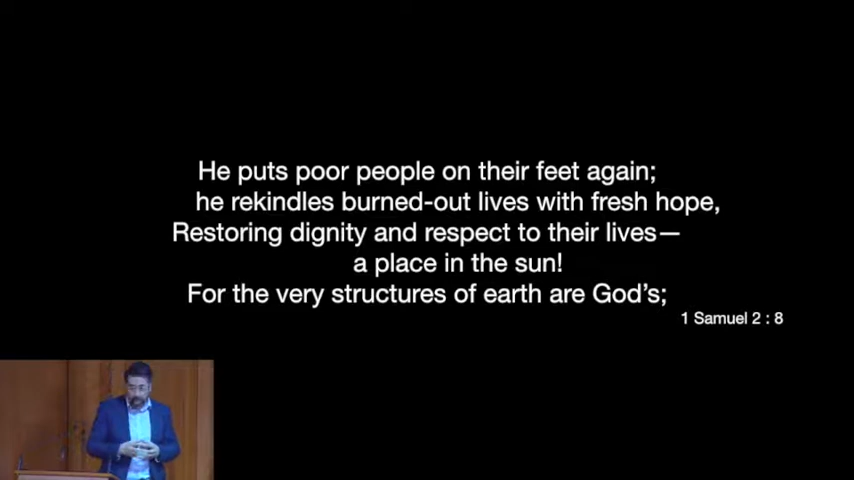 He puts poor people on their feet again;
he rekindles burned-out lives with fresh hope,
Restoring dignity and respect to their lives—
a place in the sun!
For the very structures of earth are God’s;
1 Samuel 2 : 8